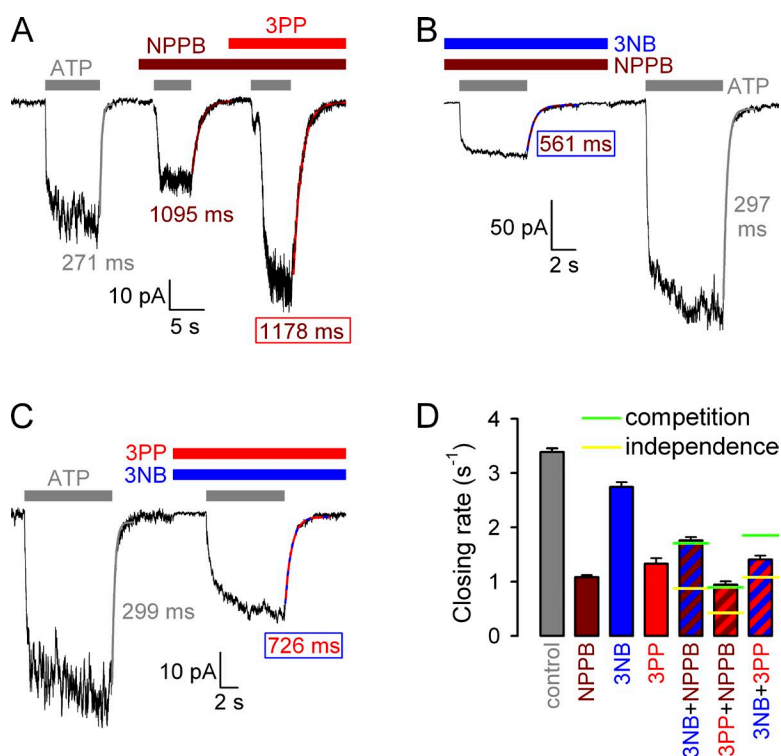 A
3PP
NPPB
ATP
271 ms
1095 ms
1178 ms
10 pA
5 s
B
3NB
NPPB
ATP
561 ms
297
ms
50 pA
2 s
C
3PP
3NB
ATP
299 ms
726 ms
10 pA
2 s
D
competition
independence
Closing rate (s-1)
4
3
2
1
0
control
NPPB
3NB
3PP
3NB+NPPB
3PP+NPPB
3NB+3PP